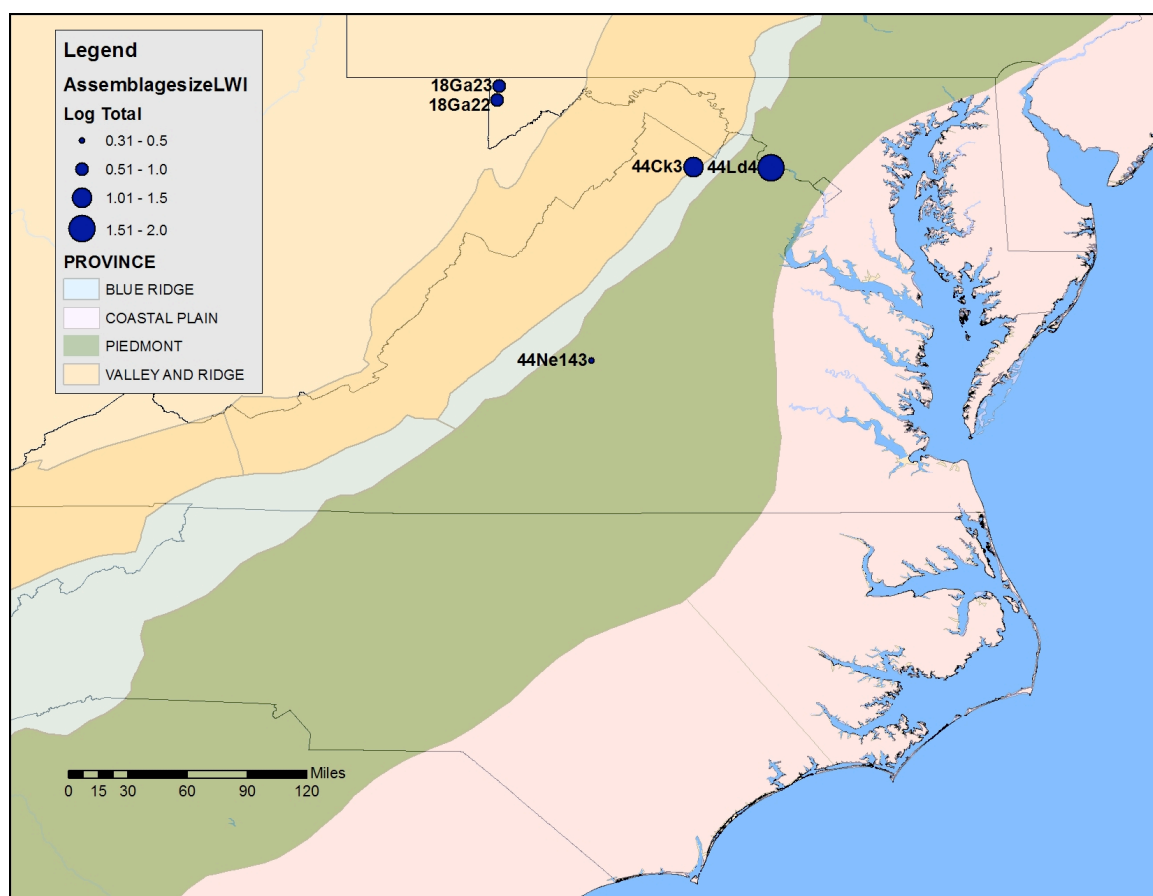 Legend
AssemblagesizeLWI
Log Total
0.31 - 0.5
0.51 - 1.0
1.01 - 1.5
1.51 - 2.0
PROVINCE
BLUE RIDGE
COASTAL PLAIN
PIEDMONT
VALLEY AND RIDGE
18Ga23
18Ga22
44Ck3
44Ld4
44Ne143
Miles
0 15 30 60 90 120